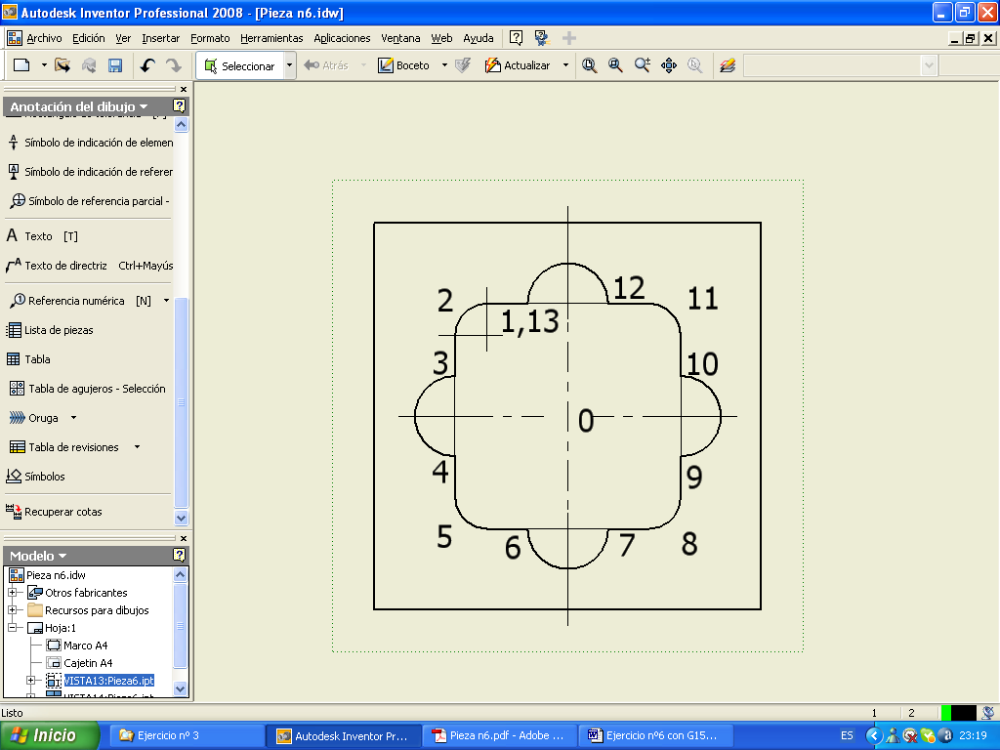 Autodesk Inventor Professional 2008 - [Pieza n6.idw]
Archivo Edición Ver Insertar Formato Herramientas Aplicaciones Ventana Web Ayuda
Seleccionar Atrás Boceto Actualizar
Anotación del dibujo
Símbolo de indicación de elemen
Símbolo de indicación de referer
Símbolo de referencia parcial -
Texto [T]
Texto de directriz Ctrl+Mayús
Referencia numérica [N]
Lista de piezas
Tabla
Tabla de agujeros - Selección
Oruga
Tabla de revisiones
Símbolos
Recuperar cotas
Modelo
Pieza n6.idw
Otros fabricantes
Recursos para dibujos
Hoja:1
Marco A4
Cajetin A4
VISTA13:Pieza6.ipt
VISTA14:Pieza6.ipt
2 12 11
1,13
3 10
0
4 9
5 6 7 8
Listo 1 2
Inicio Ejercicio nº 3 Autodesk Inventor Pr... Pieza n6.pdf - Adobe ... Ejercicio nº6 con G15... ES 23:19